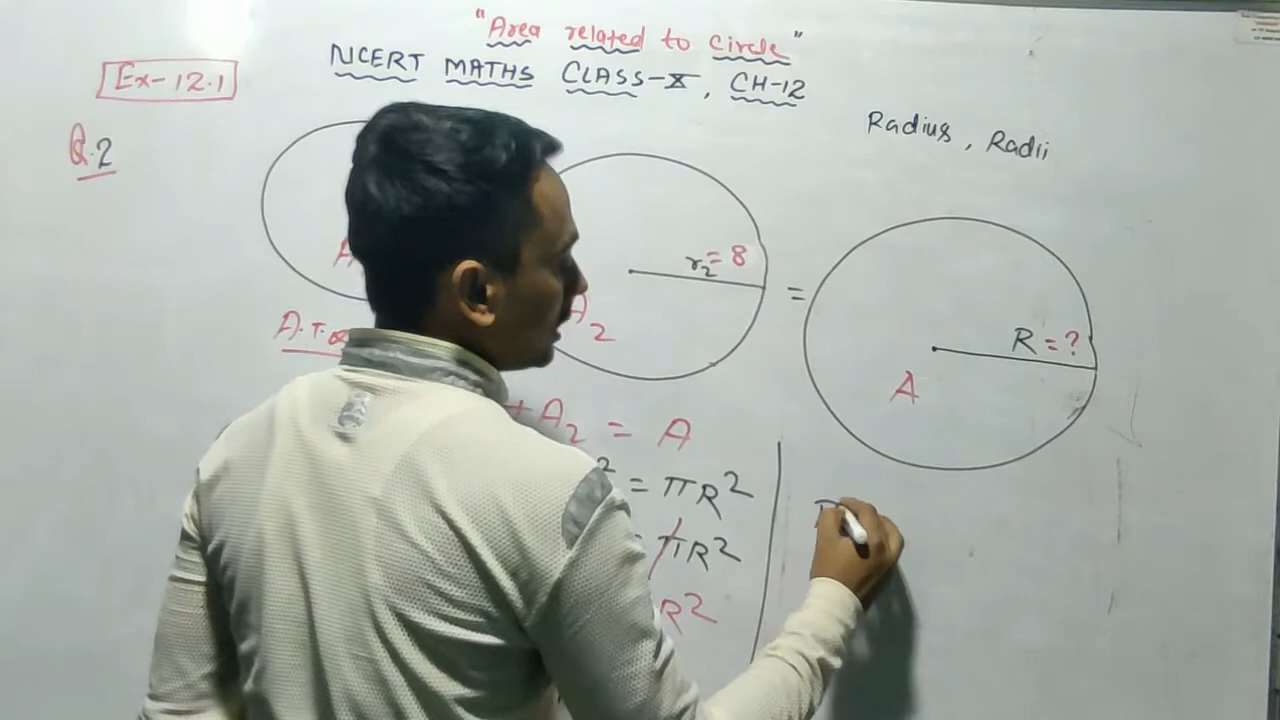 "Area related to Circle"
NCERT MATHS CLASS-X, CH-12
Ex-12.1
Radius, Radii
Q.2
r₂ = 8
=
R = ?
A₂
A
A.T.Q
+ A₂ = A
² = πR²
= πR²
R²